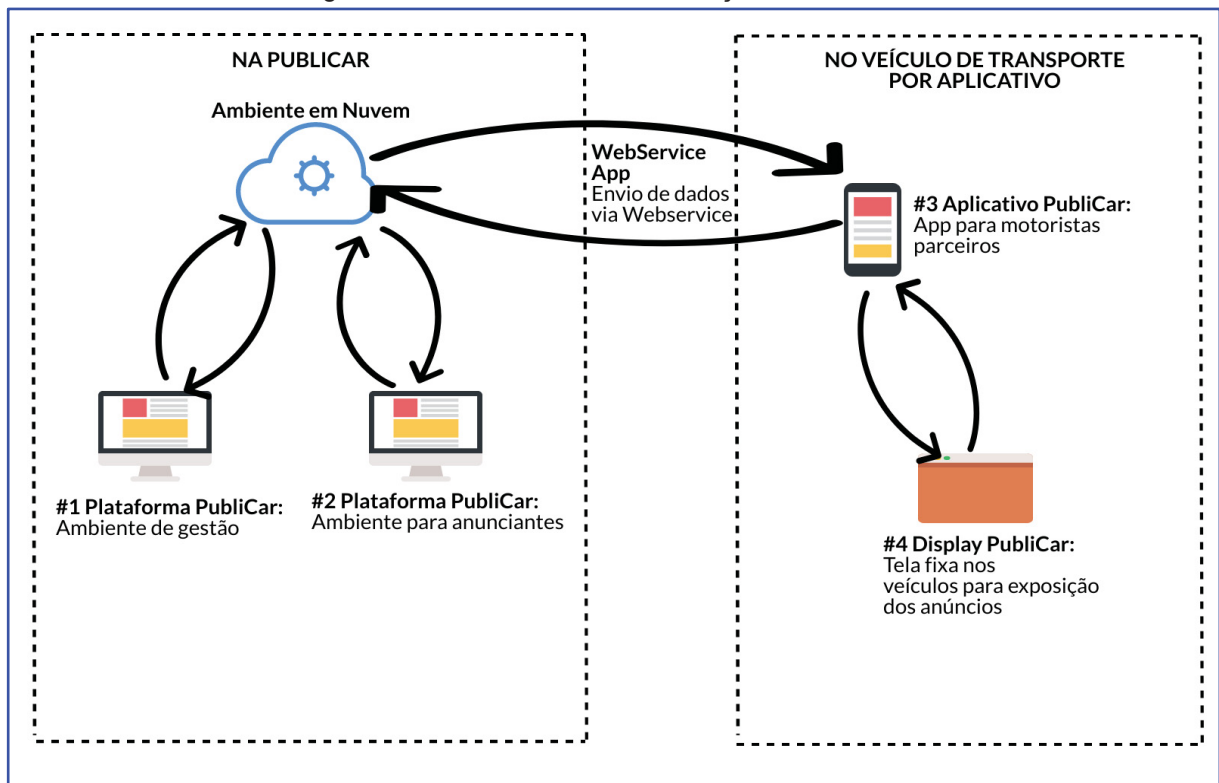 NA PUBLICAR
Ambiente em Nuvem
WebService
App
Envio de dados
via Webservice
NO VEÍCULO DE TRANSPORTE
POR APLICATIVO
#3 Aplicativo PubliCar:
App para motoristas
parceiros
#1 Plataforma PubliCar:
Ambiente de gestão
#2 Plataforma PubliCar:
Ambiente para anunciantes
#4 Display PubliCar:
Tela fixa nos
veículos para exposição
dos anúncios